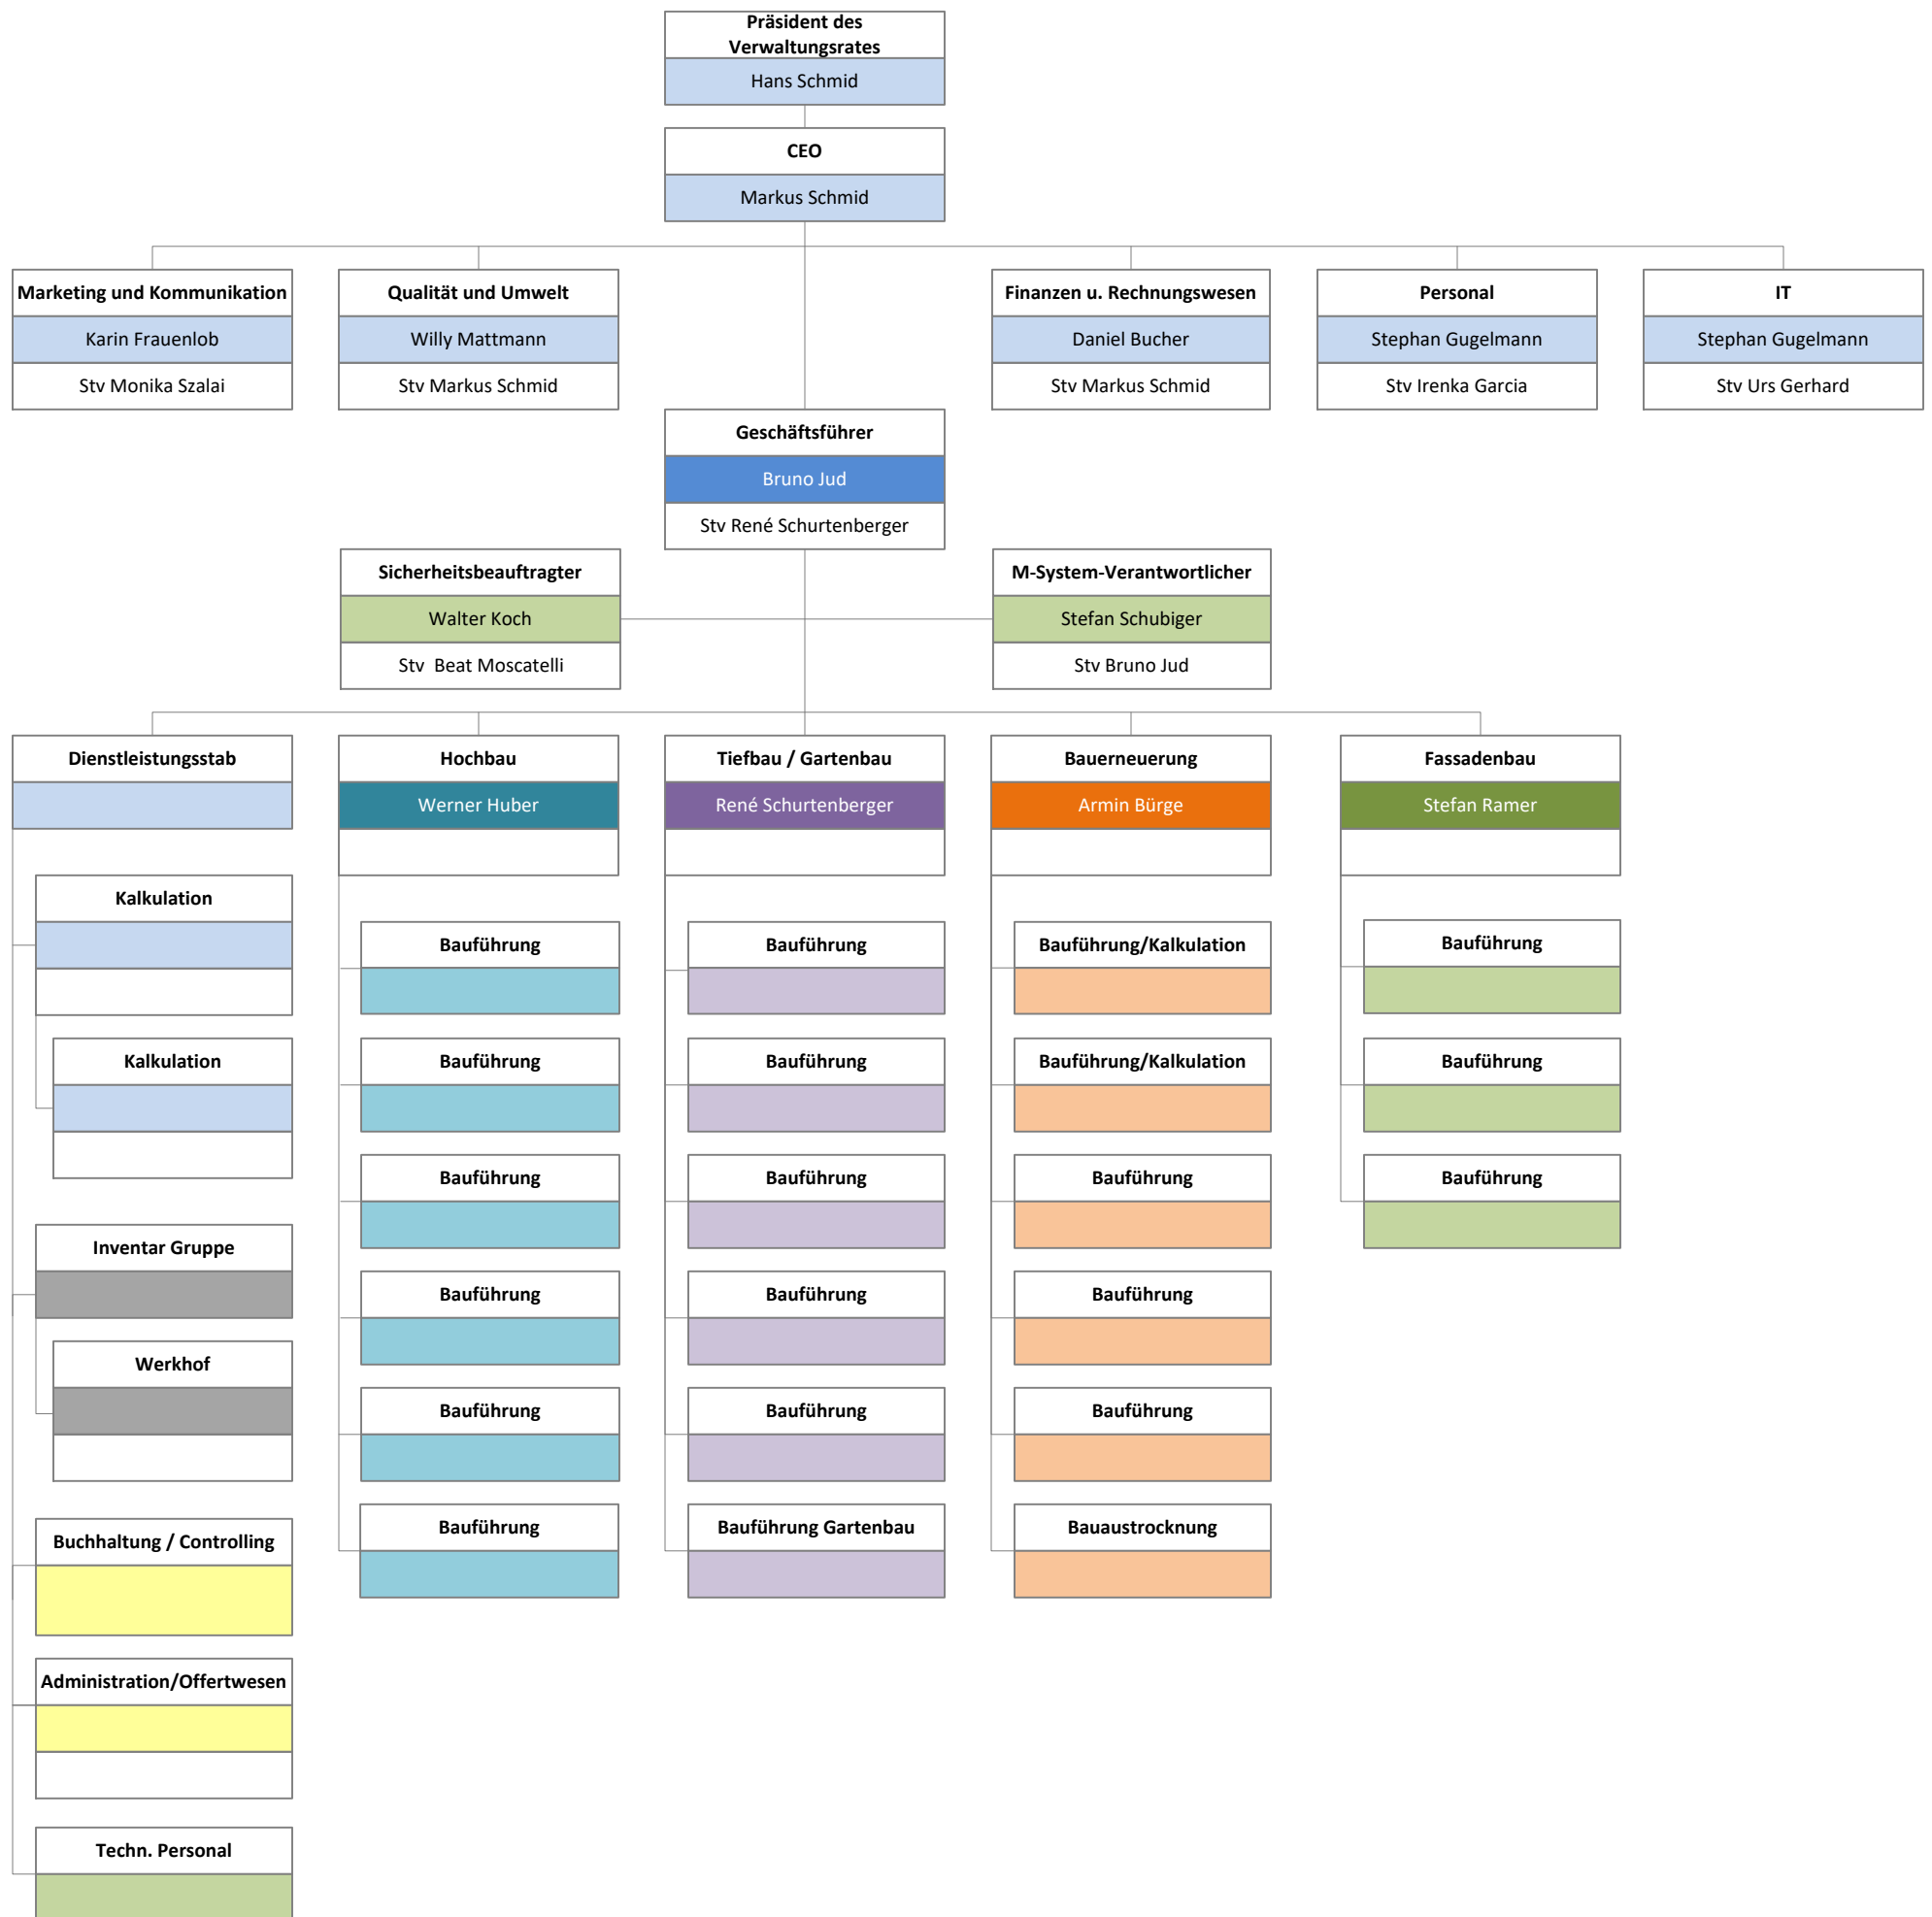 Präsident des
Verwaltungsrates
Hans Schmid
CEO
Markus Schmid
Marketing und Kommunikation
Karin Frauenlob
Stv Monika Szalai
Qualität und Umwelt
Willy Mattmann
Stv Markus Schmid
Finanzen u. Rechnungswesen
Daniel Bucher
Stv Markus Schmid
Personal
Stephan Gugelmann
Stv Irenka Garcia
IT
Stephan Gugelmann
Stv Urs Gerhard
Geschäftsführer
Bruno Jud
Stv René Schurtenberger
Sicherheitsbeauftragter
Walter Koch
Stv  Beat Moscatelli
M-System-Verantwortlicher
Stefan Schubiger
Stv Bruno Jud
Dienstleistungsstab
Kalkulation
Kalkulation
Inventar Gruppe
Werkhof
Buchhaltung / Controlling
Administration/Offertwesen
Techn. Personal
Hochbau
Werner Huber
Bauführung
Bauführung
Bauführung
Bauführung
Bauführung
Bauführung
Tiefbau / Gartenbau
René Schurtenberger
Bauführung
Bauführung
Bauführung
Bauführung
Bauführung
Bauführung Gartenbau
Bauerneuerung
Armin Bürge
Bauführung/Kalkulation
Bauführung/Kalkulation
Bauführung
Bauführung
Bauführung
Bauaustrocknung
Fassadenbau
Stefan Ramer
Bauführung
Bauführung
Bauführung